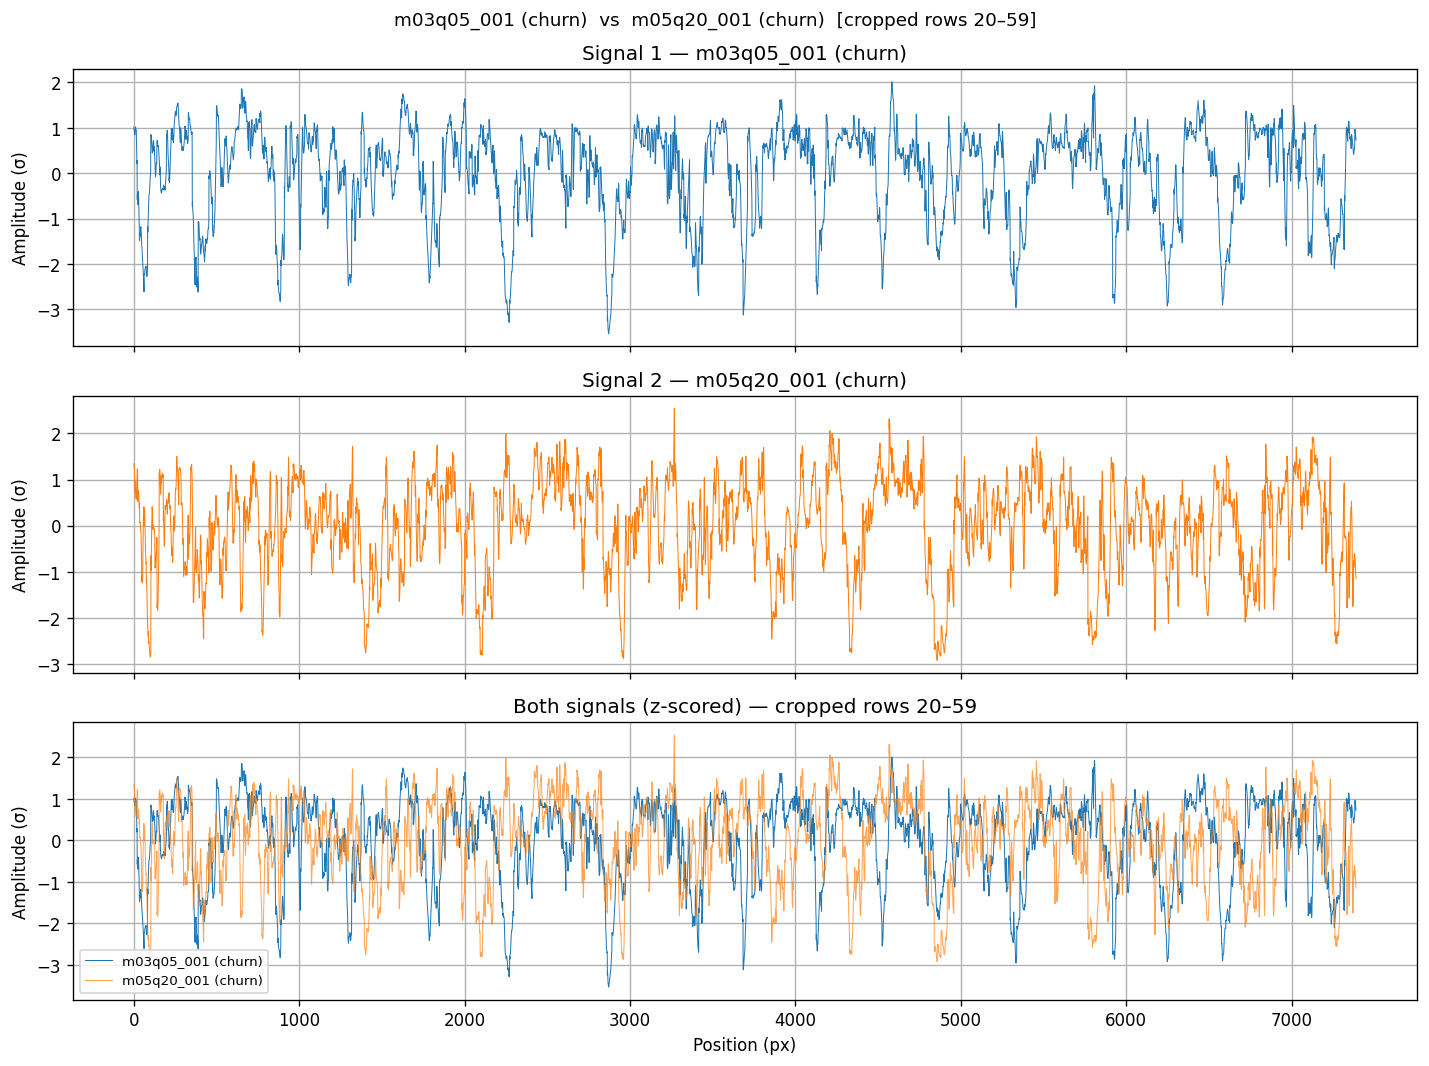 m03q05_001 (churn)  vs  m05q20_001 (churn)  [cropped rows 20–59]
Signal 1 — m03q05_001 (churn)
Amplitude (σ)
2
1
0
−1
−2
−3
Signal 2 — m05q20_001 (churn)
Amplitude (σ)
2
1
0
−1
−2
−3
Both signals (z-scored) — cropped rows 20–59
Amplitude (σ)
2
1
0
−1
−2
−3
m03q05_001 (churn)
m05q20_001 (churn)
0 1000 2000 3000 4000 5000 6000 7000
Position (px)